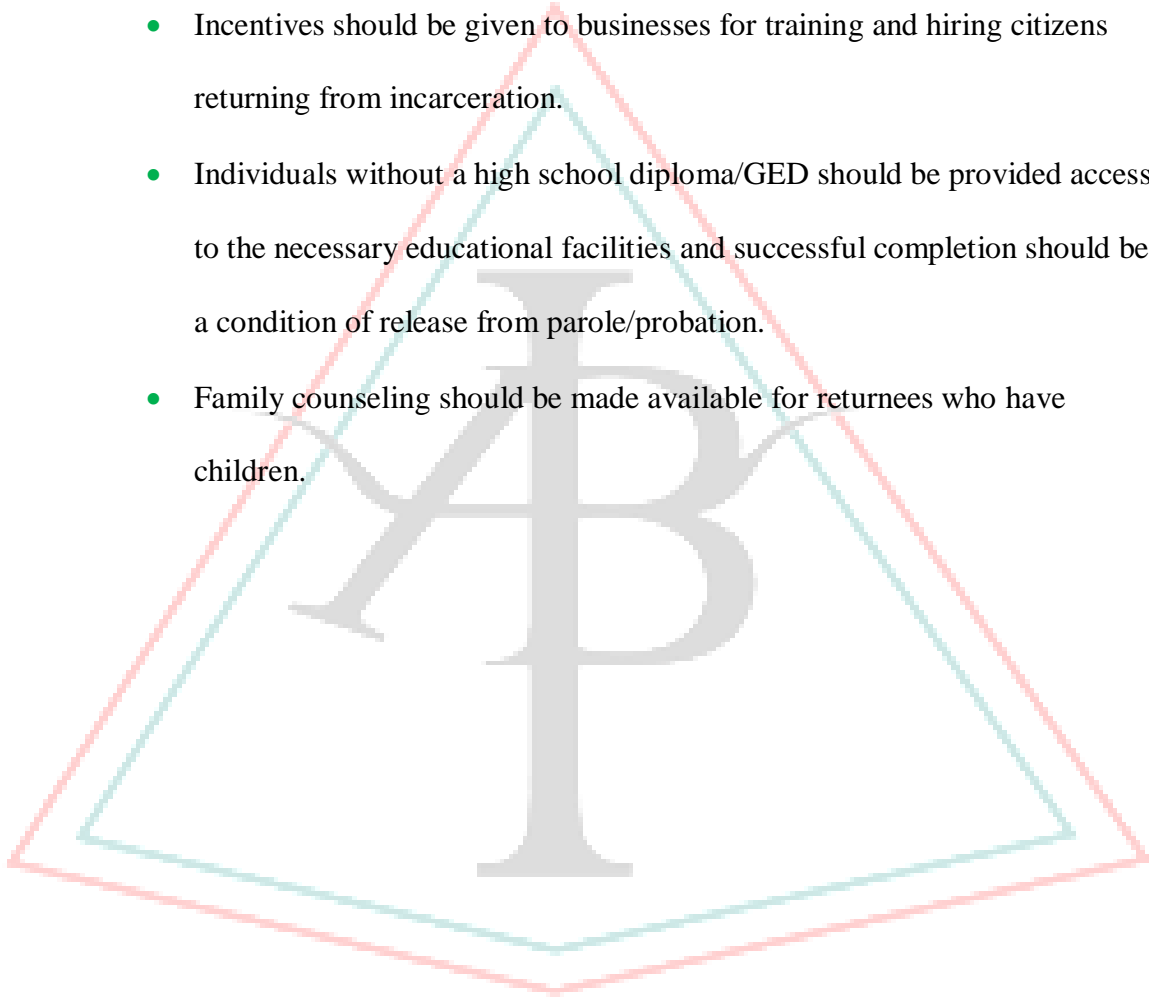 • Incentives should be given to businesses for training and hiring citizens
returning from incarceration.
• Individuals without a high school diploma/GED should be provided access
to the necessary educational facilities and successful completion should be
a condition of release from parole/probation.
• Family counseling should be made available for returnees who have
children.
ABP